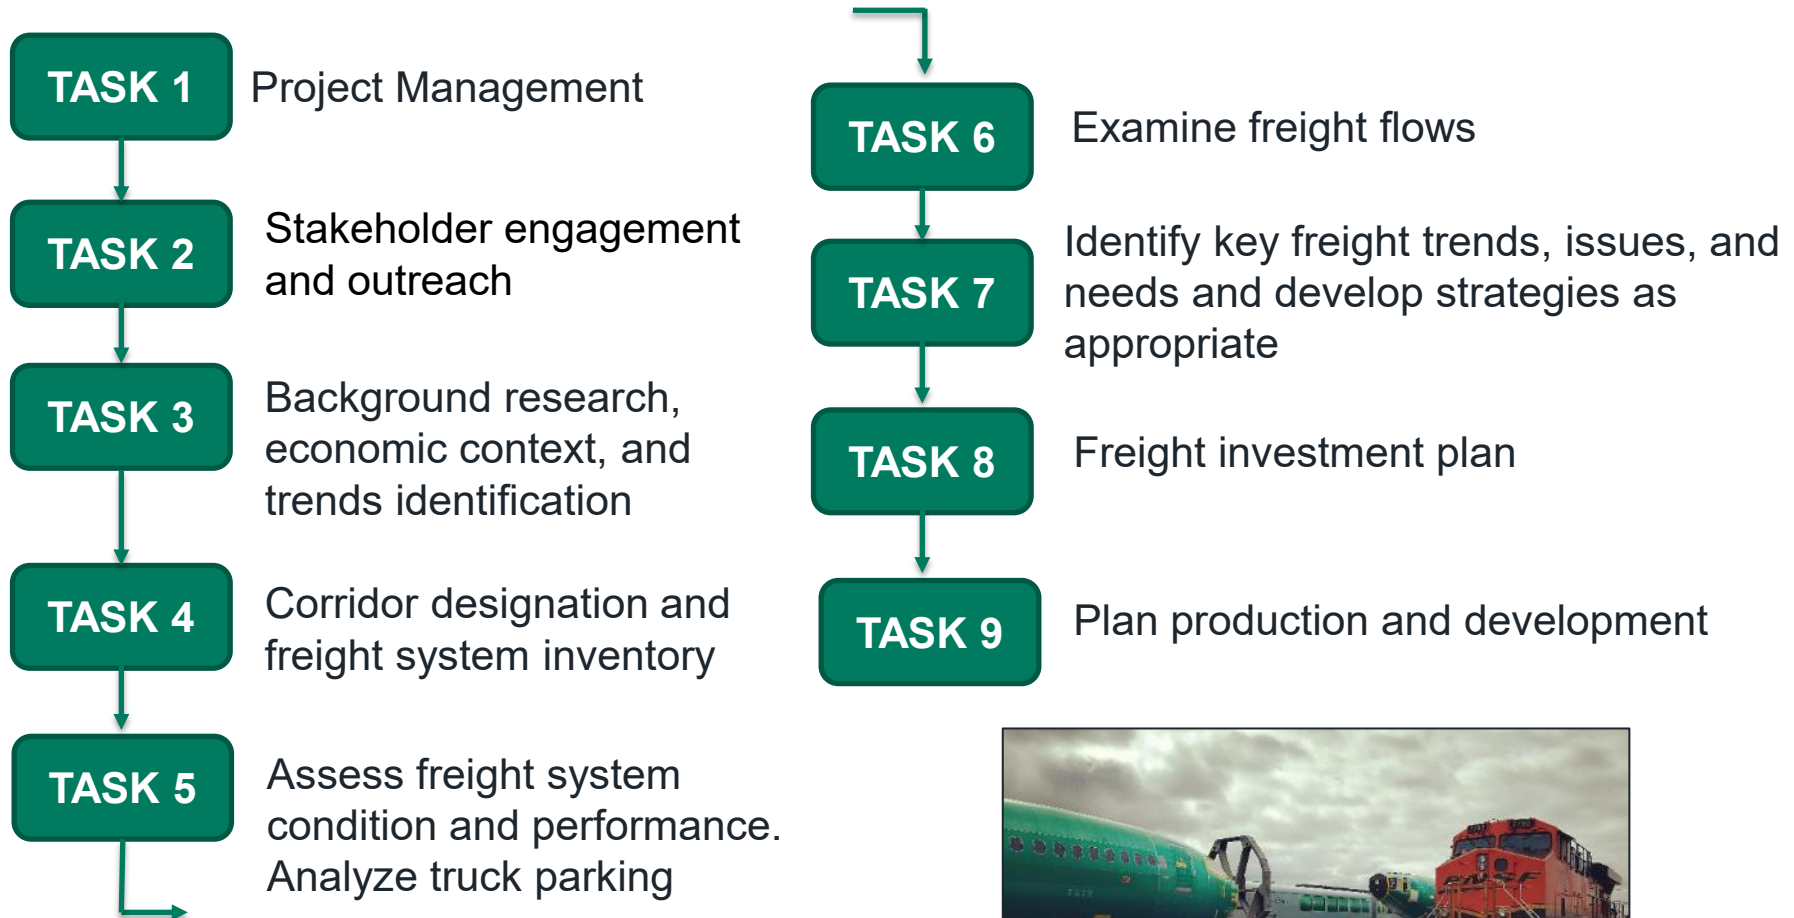 TASK 1
Project Management
TASK 2
Stakeholder engagement
and outreach
TASK 3
Background research,
economic context, and
trends identification
TASK 4
Corridor designation and
freight system inventory
TASK 5
Assess freight system
condition and performance.
Analyze truck parking
TASK 6
Examine freight flows
TASK 7
Identify key freight trends, issues, and
needs and develop strategies as
appropriate
TASK 8
Freight investment plan
TASK 9
Plan production and development